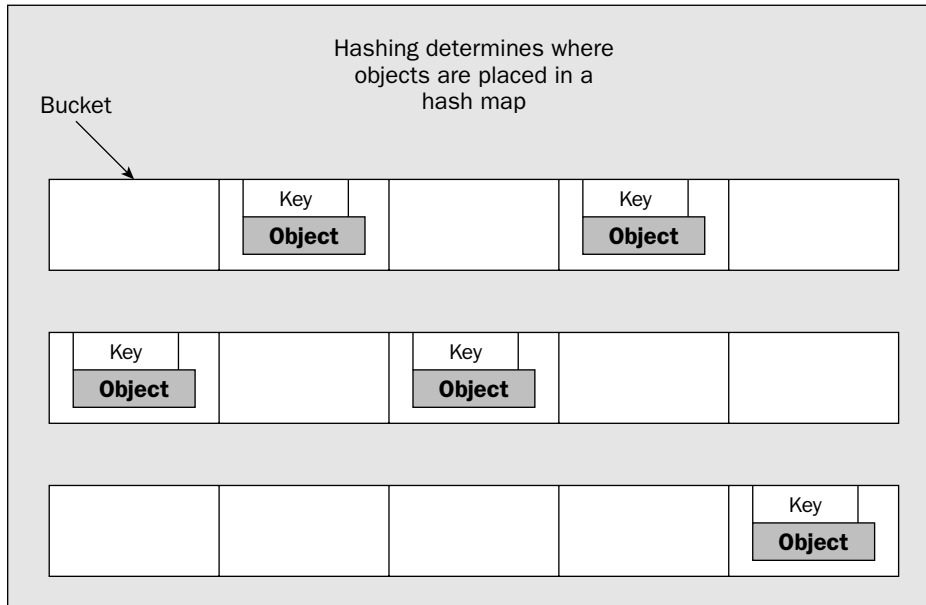 Hashing determines where
objects are placed in a
hash map
Bucket
Key
Object
Key
Object
Key
Object
Key
Object
Key
Object